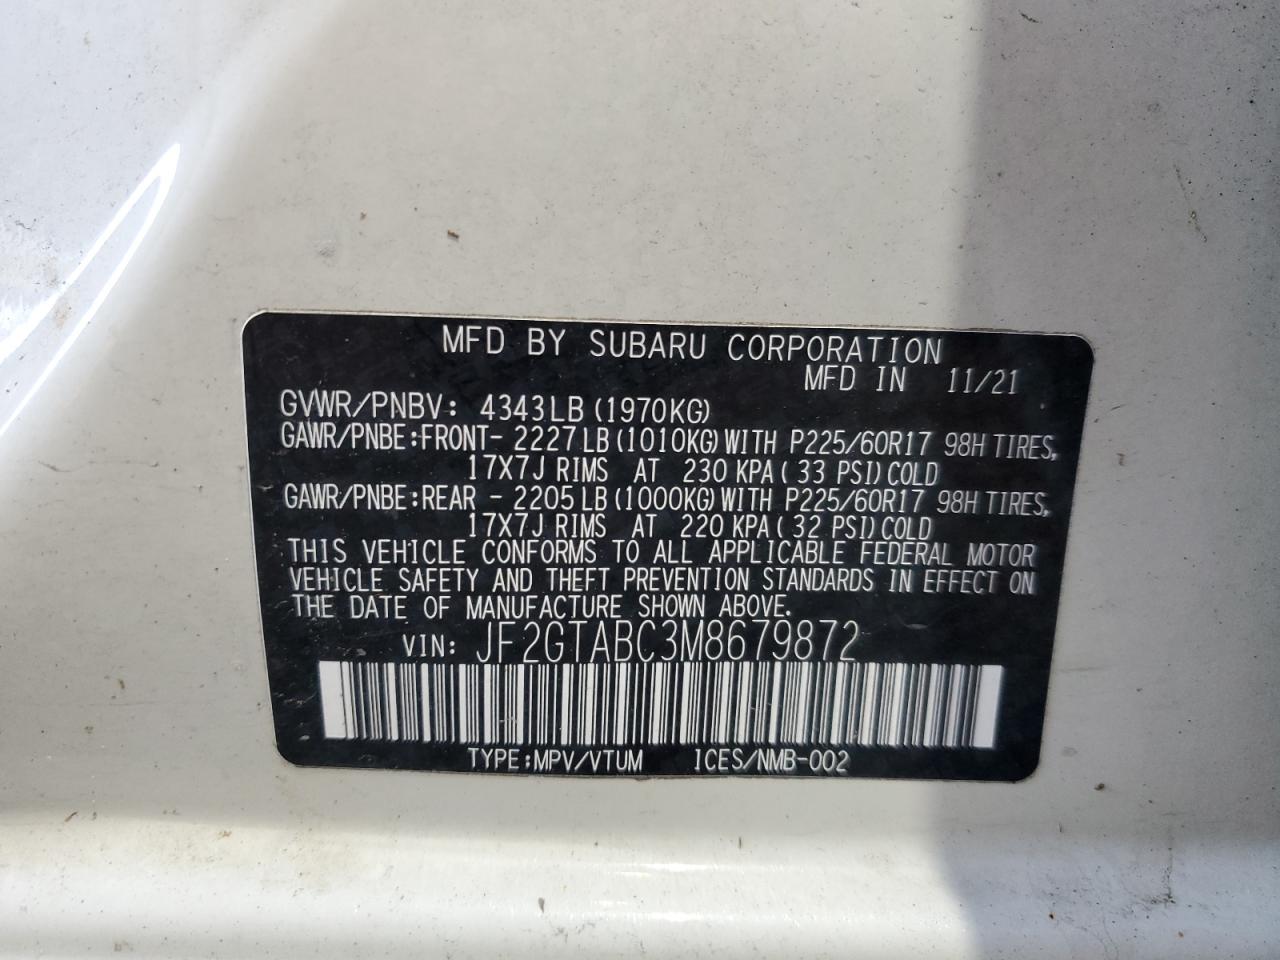 MFD BY SUBARU CORPORATION
MFD IN 11/21
GVWR/PNBV: 4343LB (1970KG)
GAWR/PNBE:FRONT- 2227LB(1010KG)WITH P225/60R17 98H TIRES,
17X7J RIMS AT 230 KPA( 33 PSI)COLD
GAWR/PNBE:REAR - 2205LB(1000KG)WITH P225/60R17 98H TIRES,
17X7J RIMS AT 220 KPA( 32 PSI)COLD
THIS VEHICLE CONFORMS TO ALL APPLICABLE FEDERAL MOTOR
VEHICLE SAFETY AND THEFT PREVENTION STANDARDS IN EFFECT ON
THE DATE OF MANUFACTURE SHOWN ABOVE.
VIN: JF2GTABC3M8679872
TYPE:MPV/VTUM ICES/NMB-002